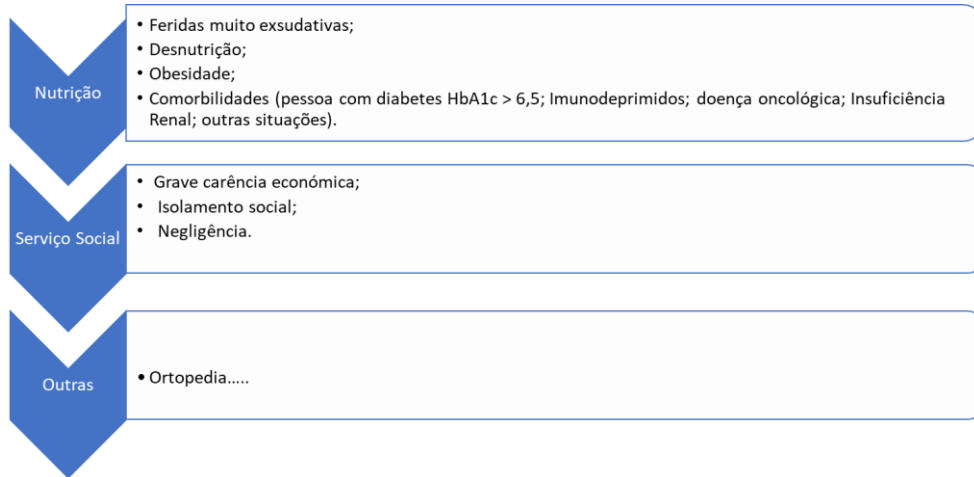 Nutrição
• Feridas muito exsudativas;
• Desnutrição;
• Obesidade;
• Comorbilidades (pessoa com diabetes HbA1c > 6,5; Imunodeprimidos; doença oncológica; Insuficiência
Renal; outras situações).
Serviço Social
• Grave carência económica;
• Isolamento social;
• Negligência.
Outras
• Ortopedia.....